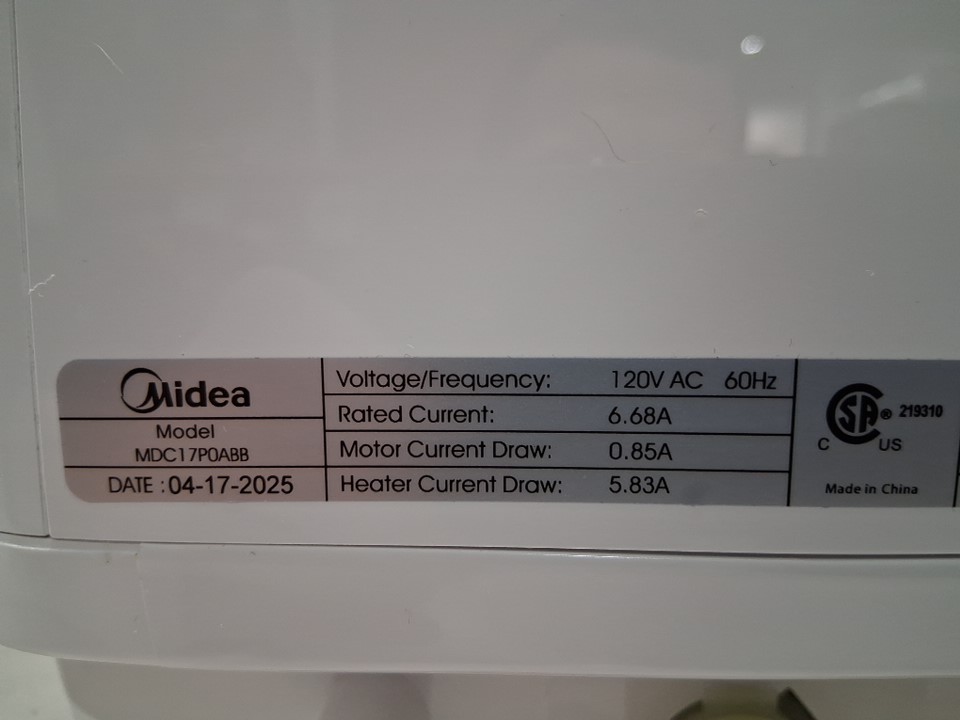 Midea
Model
MDC17P0ABB
DATE : 04-17-2025
Voltage/Frequency: 120V AC 60Hz
Rated Current: 6.68A
Motor Current Draw: 0.85A
Heater Current Draw: 5.83A
SA® 219310
C US
Made in China